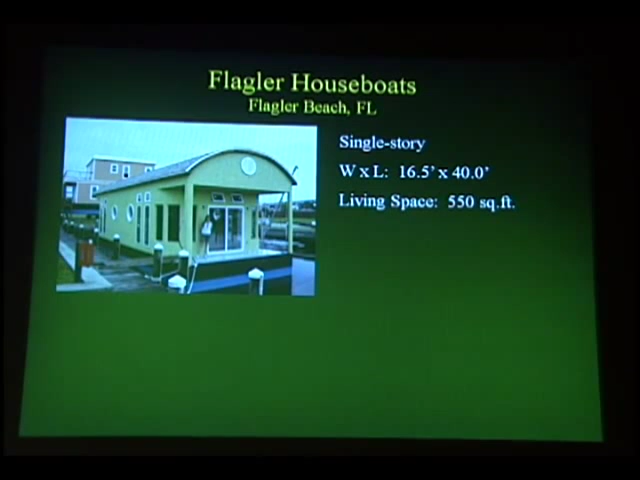 Flagler Houseboats
Flagler Beach, FL
Single-story
W x L: 16.5' x 40.0'
Living Space: 550 sq.ft.